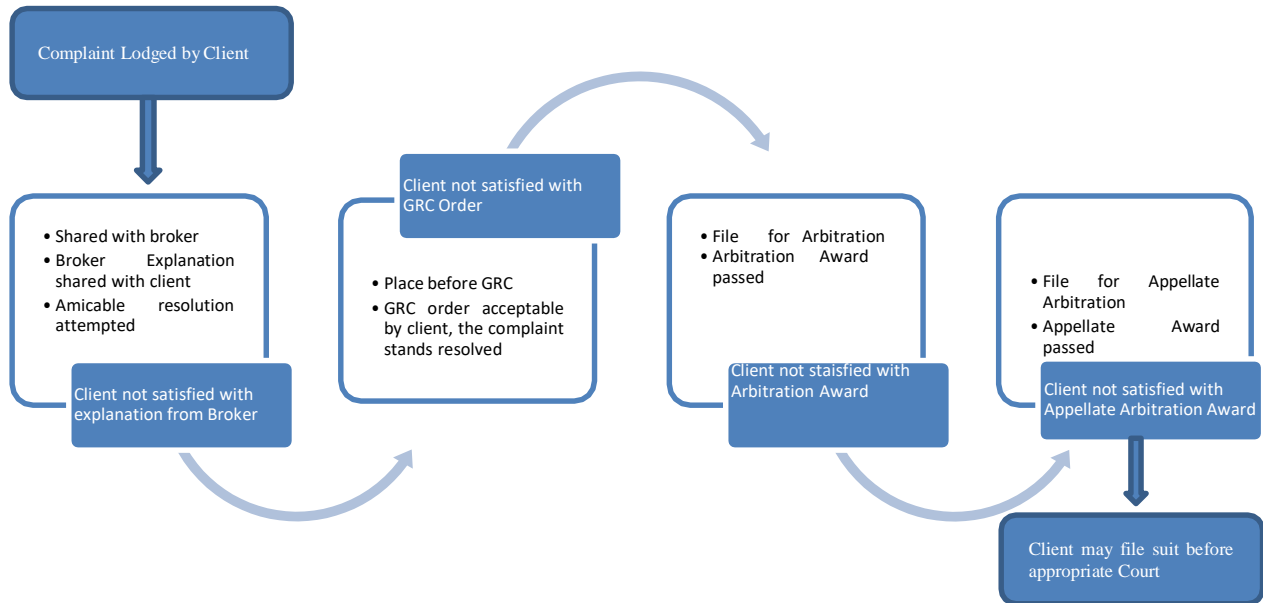 Complaint Lodged by Client
• Shared with broker
• Broker Explanation
shared with client
• Amicable resolution
attempted
Client not satisfied with
explanation from Broker
Client not satisfied with
GRC Order
• Place before GRC
• GRC order acceptable
by client, the complaint
stands resolved
• File for Arbitration
• Arbitration Award
passed
Client not staisfied with
Arbitration Award
• File for Appellate
Arbitration
• Appellate Award
passed
Client not satisfied with
Appellate Arbitration Award
Client may file suit before
appropriate Court